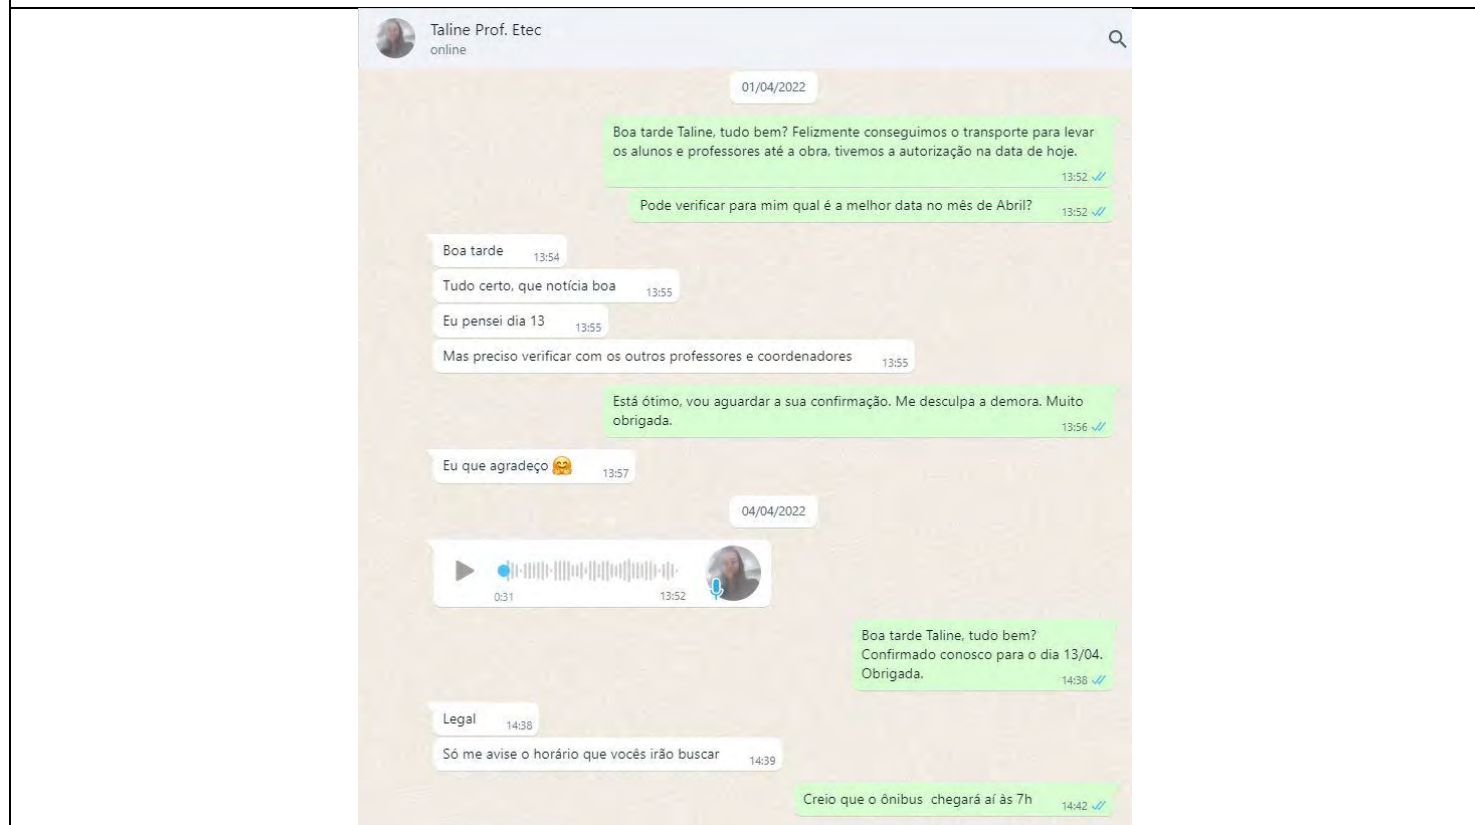 Taline Prof. Etec
online
01/04/2022
Boa tarde Taline, tudo bem? Felizmente conseguimos o transporte para levar
os alunos e professores até a obra, tivemos a autorização na data de hoje.
13:52
Pode verificar para mim qual é a melhor data no mês de Abril? 13:52
Boa tarde 13:54
Tudo certo, que notícia boa 13:55
Eu pensei dia 13 13:55
Mas preciso verificar com os outros professores e coordenadores 13:55
Está ótimo, vou aguardar a sua confirmação. Me desculpa a demora. Muito
obrigada. 13:56
Eu que agradeço 🤗 13:57
04/04/2022
0:31 13:52
Boa tarde Taline, tudo bem?
Confirmado conosco para o dia 13/04.
Obrigada. 14:38
Legal 14:38
Só me avise o horário que vocês irão buscar 14:39
Creio que o ônibus chegará aí às 7h 14:42